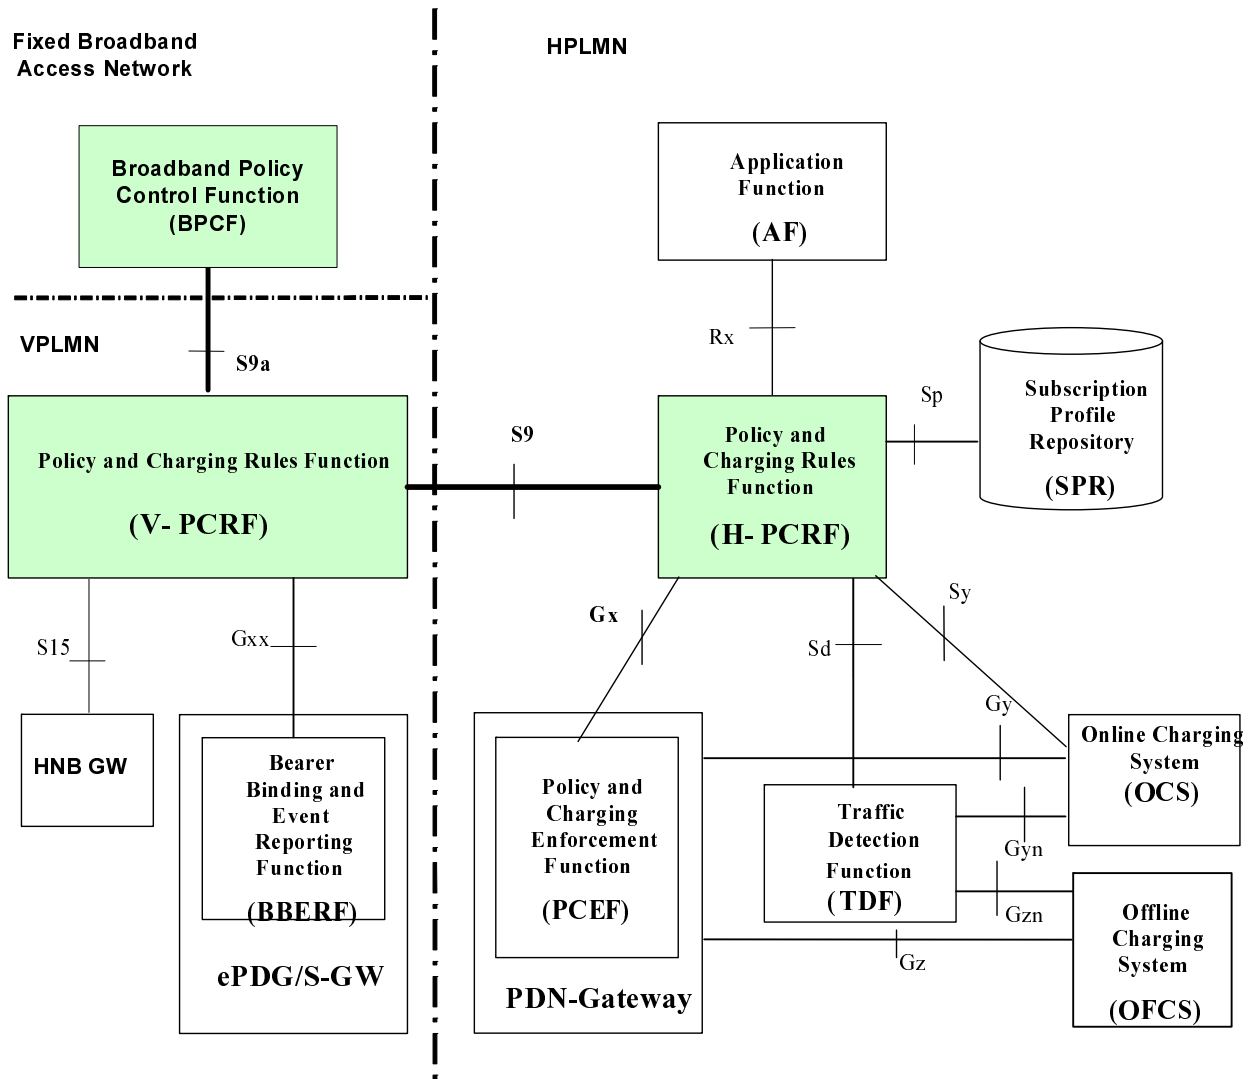 Fixed Broadband
Access Network
HPLMN
Broadband Policy
Control Function
(BPCF)
Application
Function
(AF)
VPLMN
S9a
Rx
Sp
Subscription
Profile
Repository
(SPR)
Policy and Charging Rules Function
(V- PCRF)
S9
Policy and
Charging Rules
Function
(H- PCRF)
S15
Gxx
Gx
Sd
Sy
Gy
HNB GW
Bearer
Binding and
Event
Reporting
Function
(BBERF)
ePDG/S-GW
Policy and
Charging
Enforcement
Function
(PCEF)
PDN-Gateway
Traffic
Detection
Function
(TDF)
Online Charging
System
(OCS)
Gyn
Gzn
Gz
Offline
Charging
System
(OFCS)